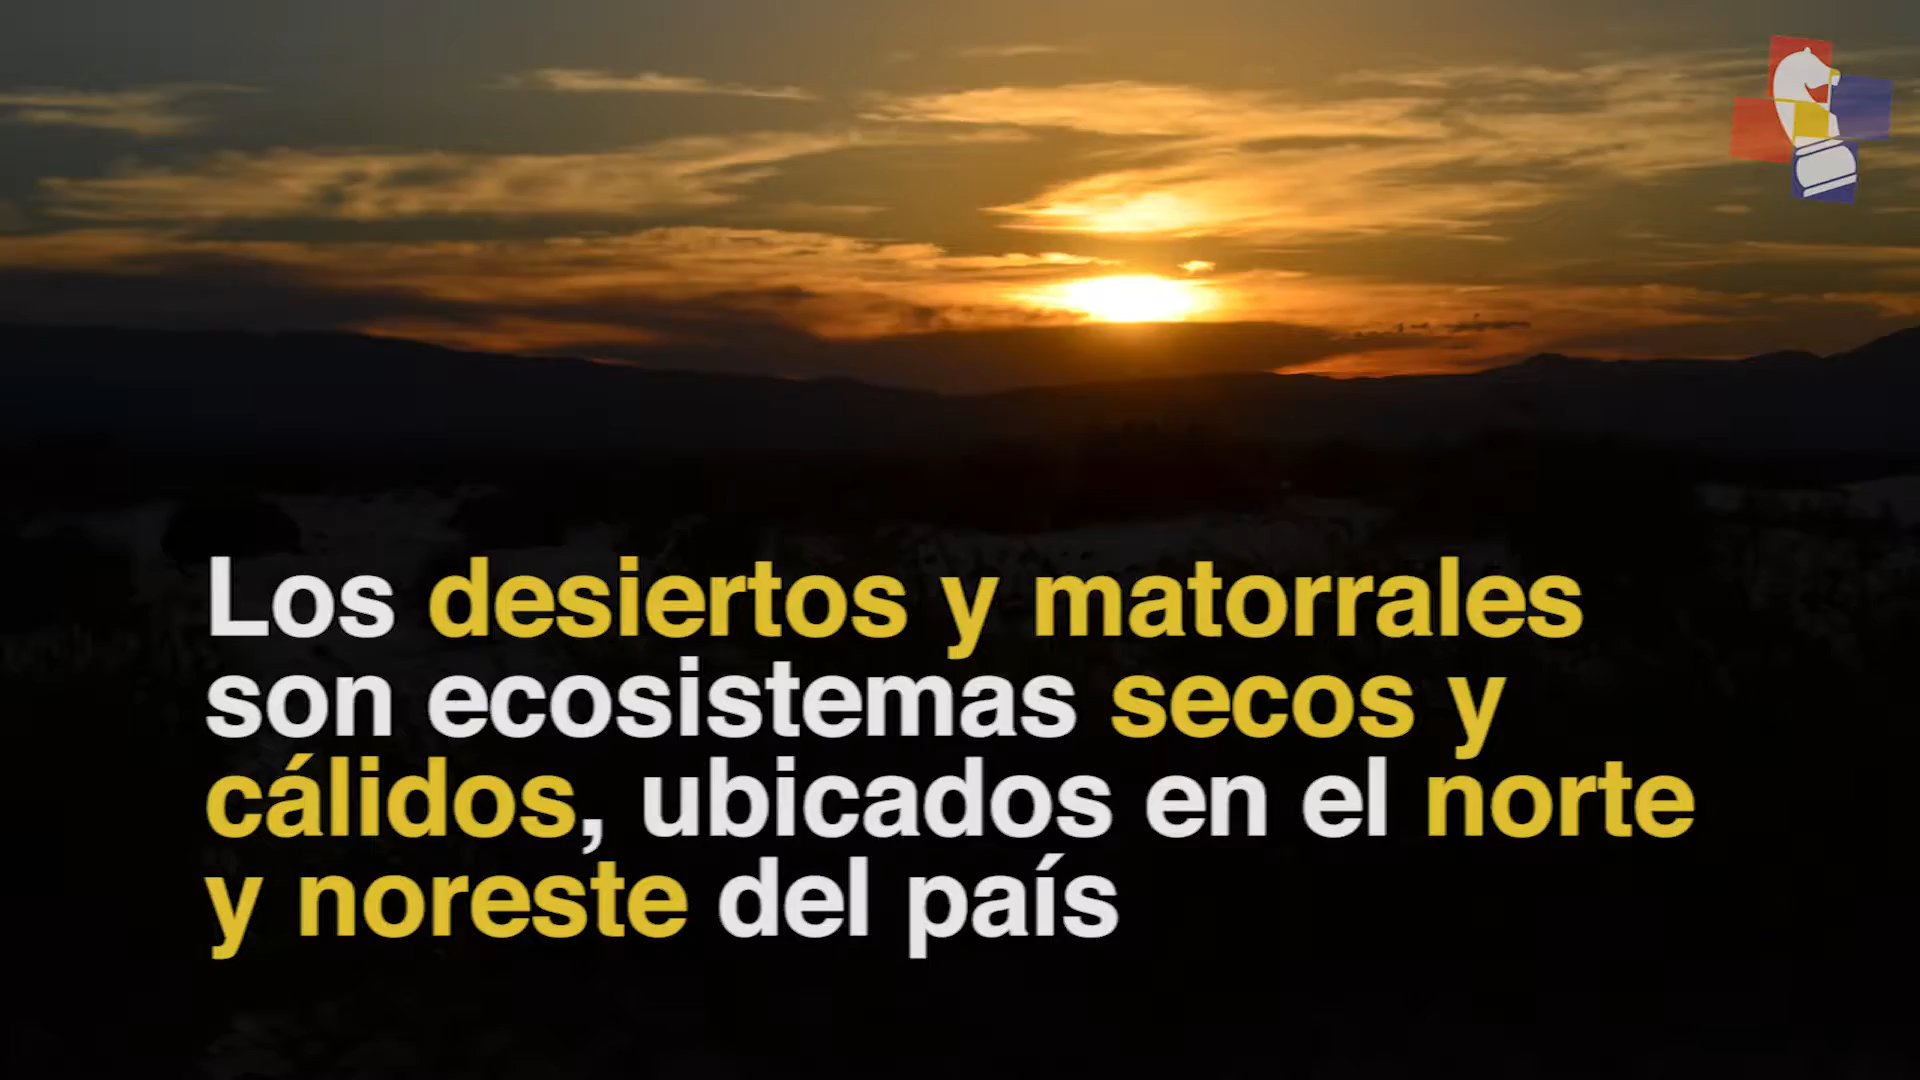 Los desiertos y matorrales
son ecosistemas secos y
cálidos, ubicados en el norte
y noreste del país